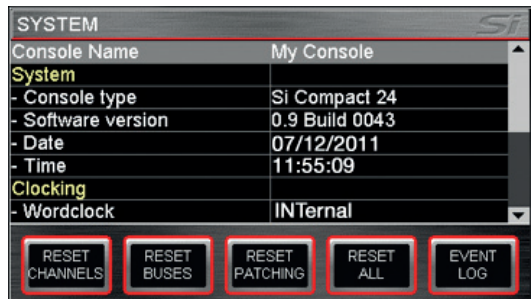 SYSTEM Si
Console Name My Console
System
- Console type Si Compact 24
- Software version 0.9 Build 0043
- Date 07/12/2011
- Time 11:55:09
Clocking
- Wordclock INTernal
RESET CHANNELS RESET BUSES RESET PATCHING RESET ALL EVENT LOG